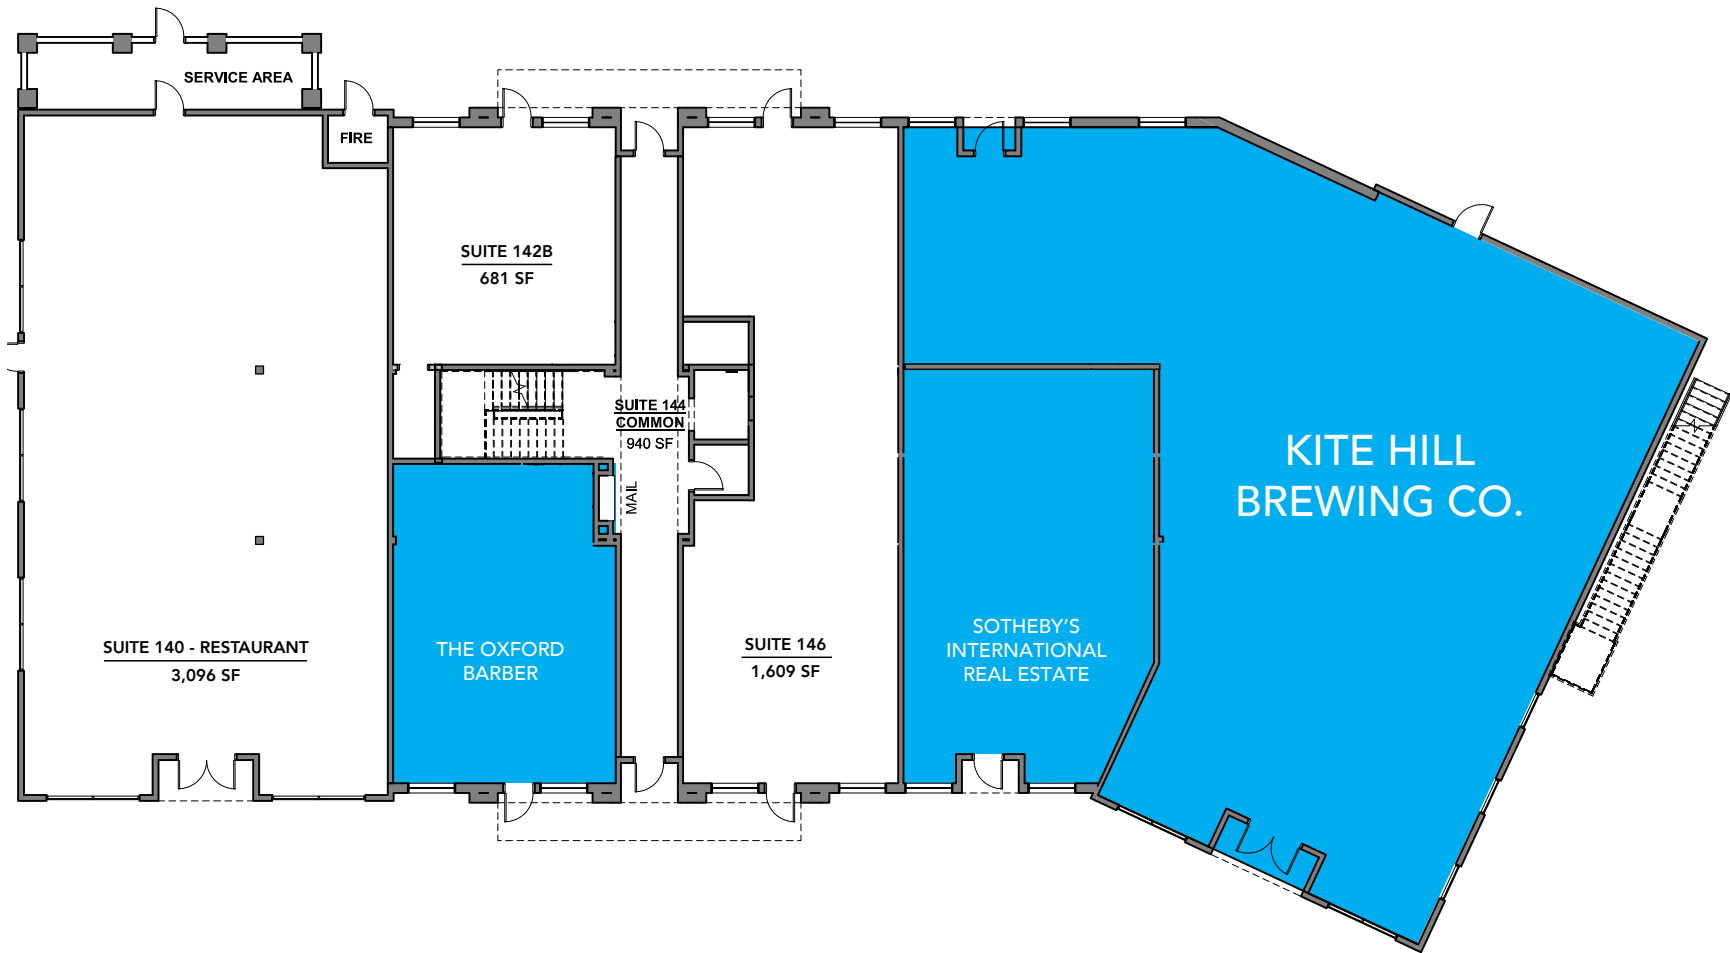 SERVICE AREA
FIRE
SUITE 142B
681 SF
SUITE 144
COMMON
940 SF
MAIL
KITE HILL
BREWING CO.
SUITE 140 - RESTAURANT
3,096 SF
THE OXFORD
BARBER
SUITE 146
1,609 SF
SOTHEBY'S
INTERNATIONAL
REAL ESTATE